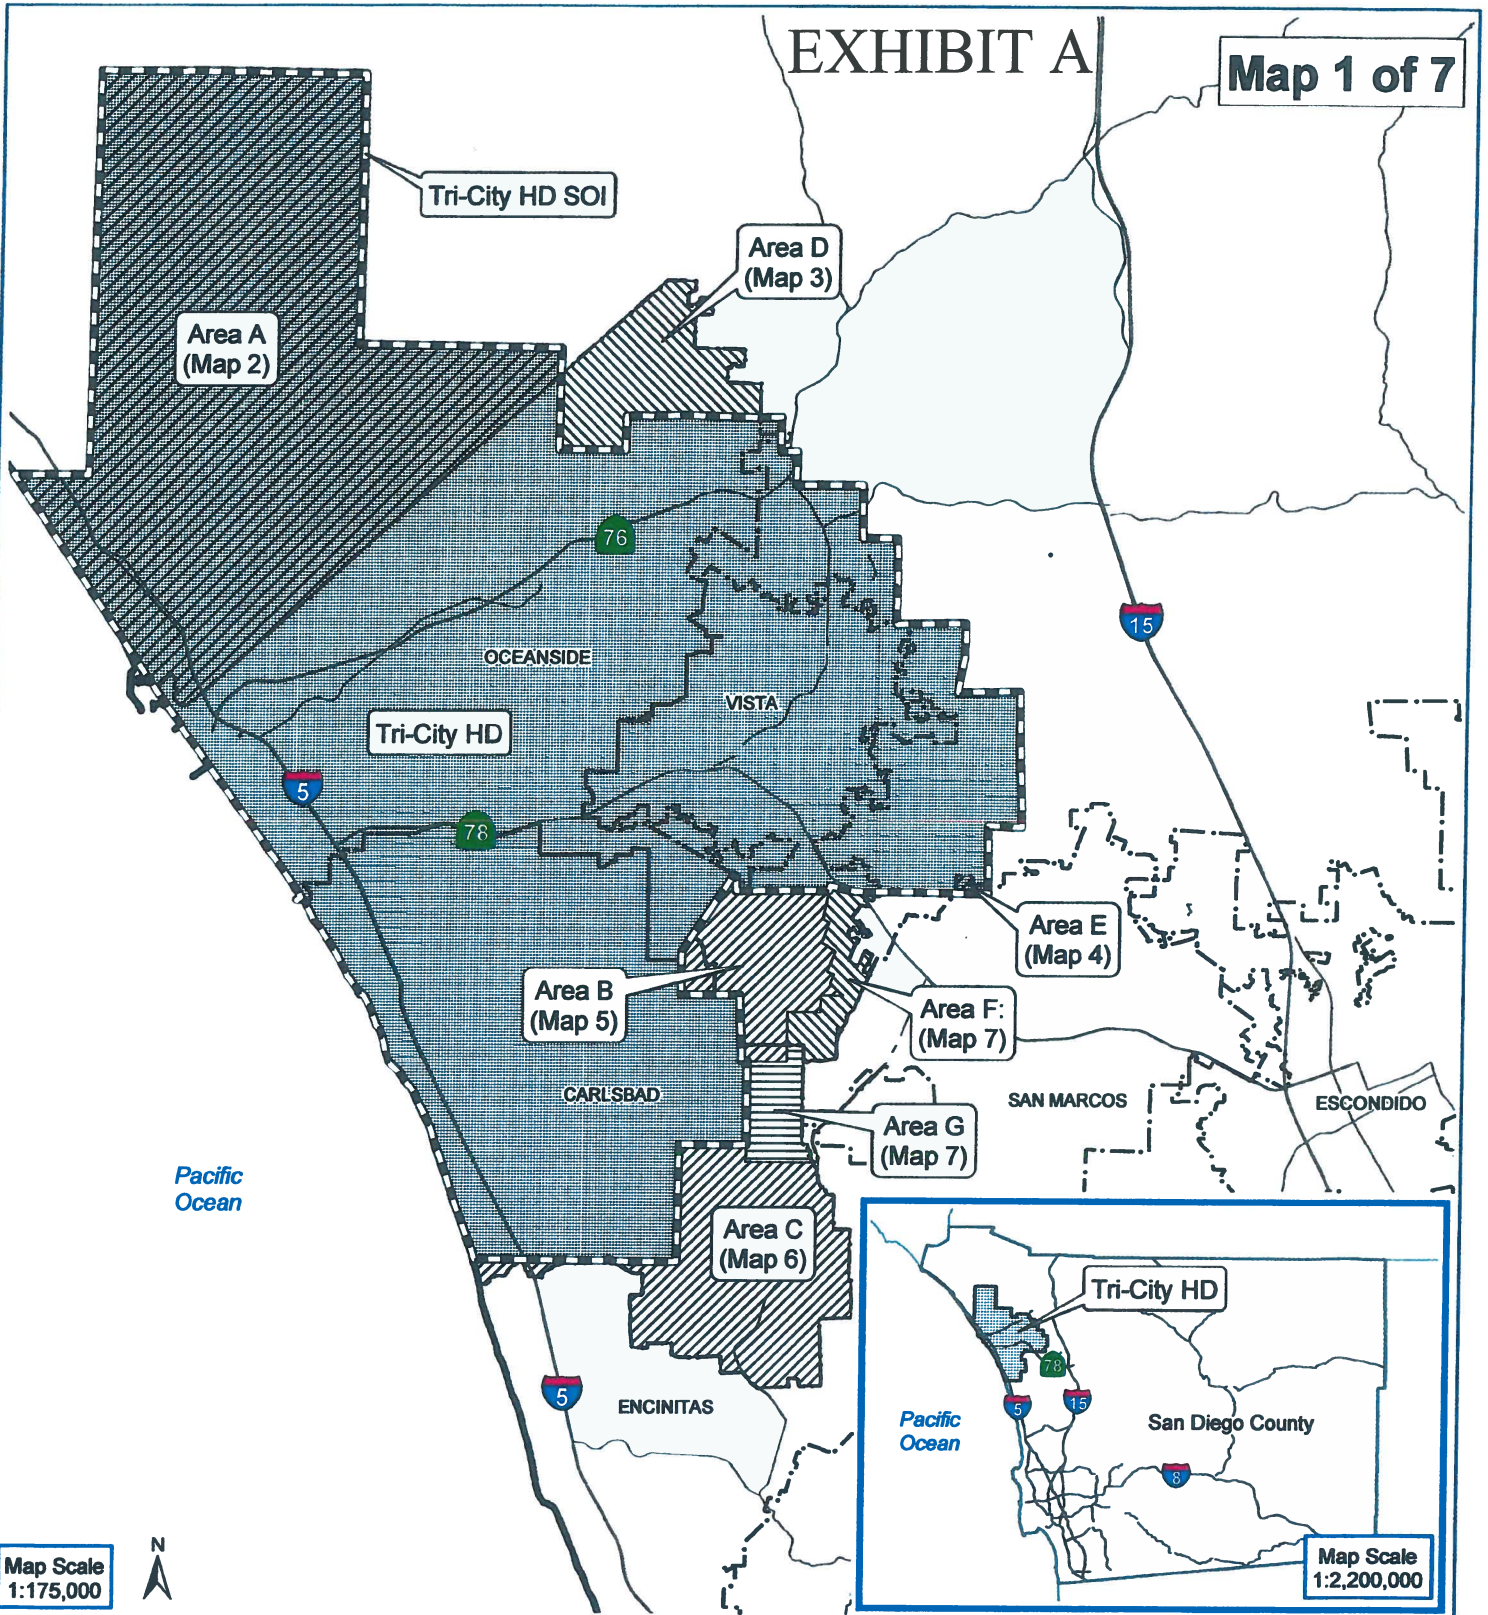 EXHIBIT A
Map 1 of 7
Tri-City HD SOI
Area D
(Map 3)
Area A
(Map 2)
76
15
OCEANSIDE
VISTA
Tri-City HD
5
78
Area E
(Map 4)
Area B
(Map 5)
Area F:
(Map 7)
CARLSBAD
SAN MARCOS
ESCONDIDO
Area G
(Map 7)
Pacific
Ocean
Area C
(Map 6)
Tri-City HD
78
5
15
5
ENCINITAS
Pacific
Ocean
San Diego County
8
N
Map Scale
1:175,000
Map Scale
1:2,200,000